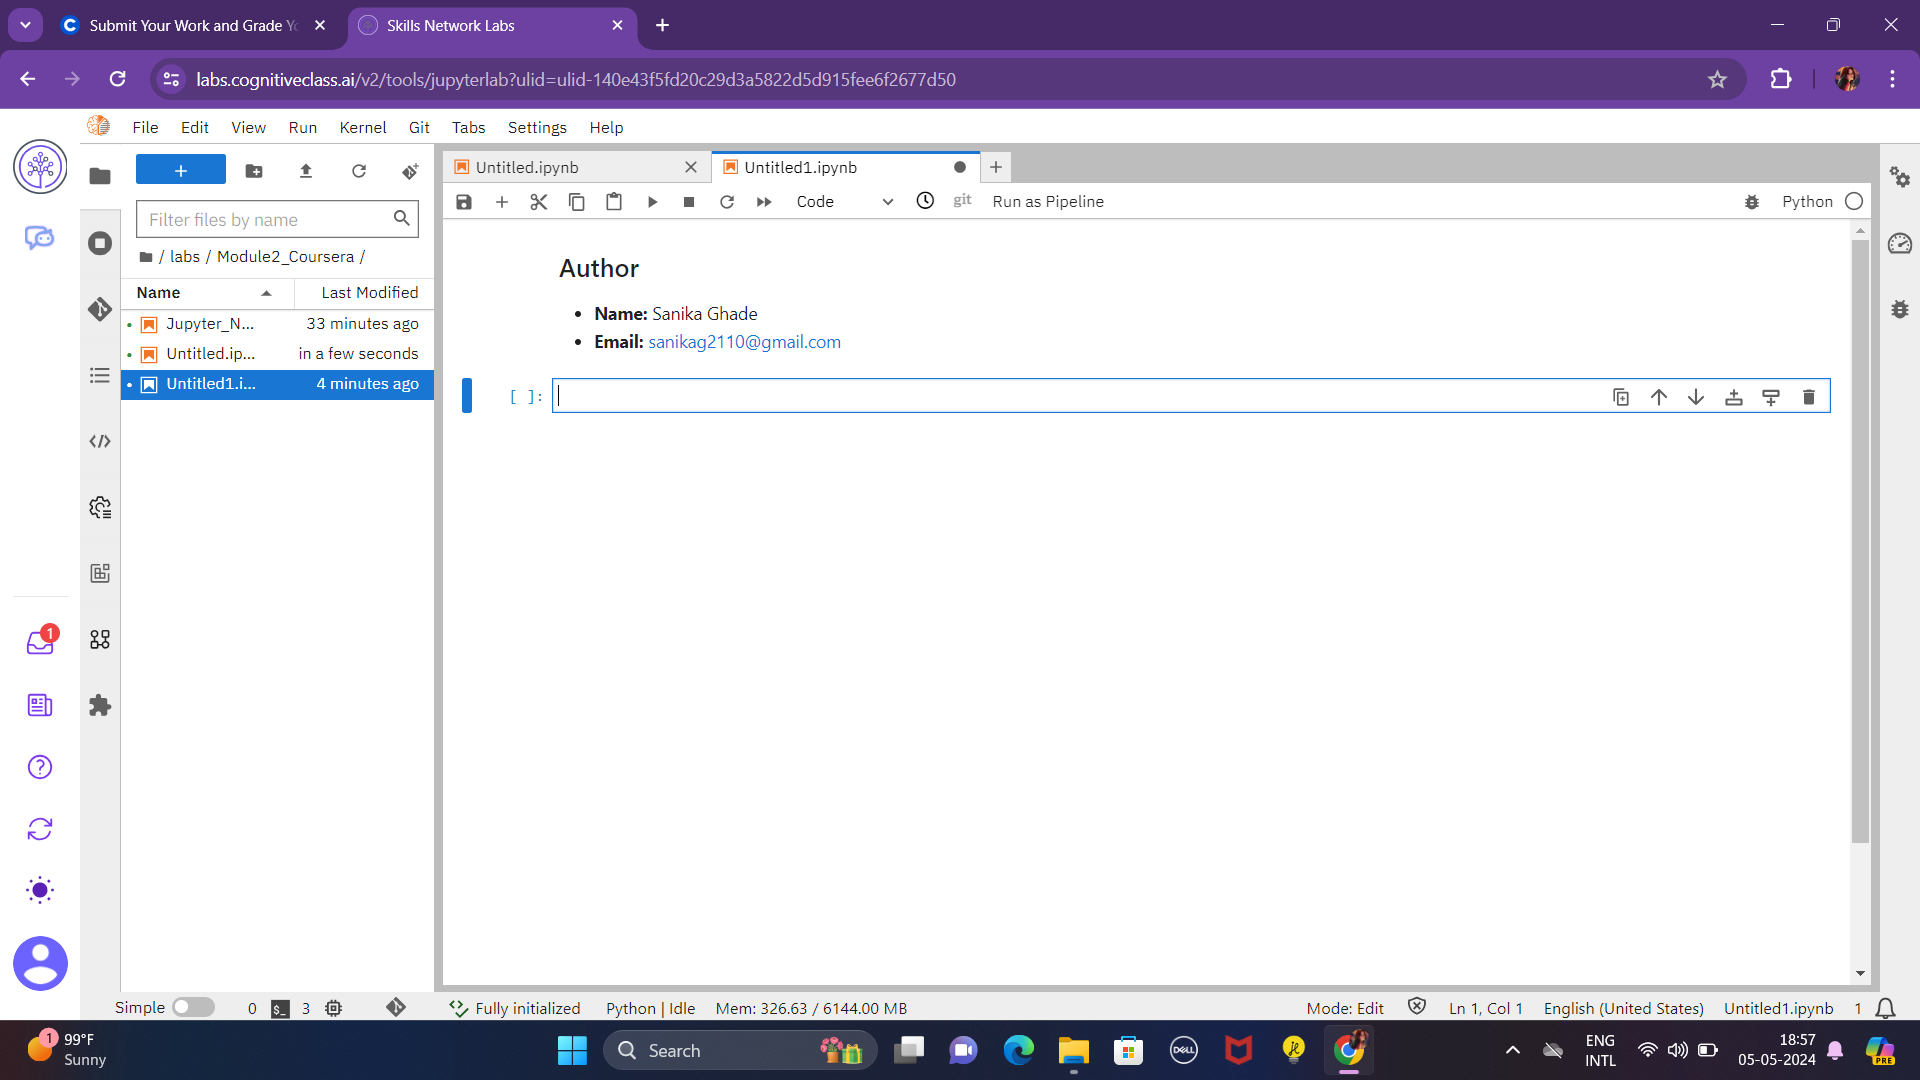 Submit Your Work and Grade Yo
Skills Network Labs
labs.cognitiveclass.ai/v2/tools/jupyterlab?ulid=ulid-140e43f5fd20c29d3a5822d5d915fee6f2677d50
File Edit View Run Kernel Git Tabs Settings Help
Untitled.ipynb
Untitled1.ipynb
Filter files by name
Code
git
Run as Pipeline
Python
/ labs / Module2_Coursera /
Name Last Modified
Jupyter_N... 33 minutes ago
Untitled.ip... in a few seconds
Untitled1.i... 4 minutes ago
Author
• Name: Sanika Ghade
• Email: sanikag2110@gmail.com
[ ]:
1
Simple 0 $_ 3 Fully initialized Python | Idle Mem: 326.63 / 6144.00 MB Mode: Edit Ln 1, Col 1 English (United States) Untitled1.ipynb 1
1
99°F
Sunny
Search
DELL
ENG
INTL
18:57
05-05-2024
PRE